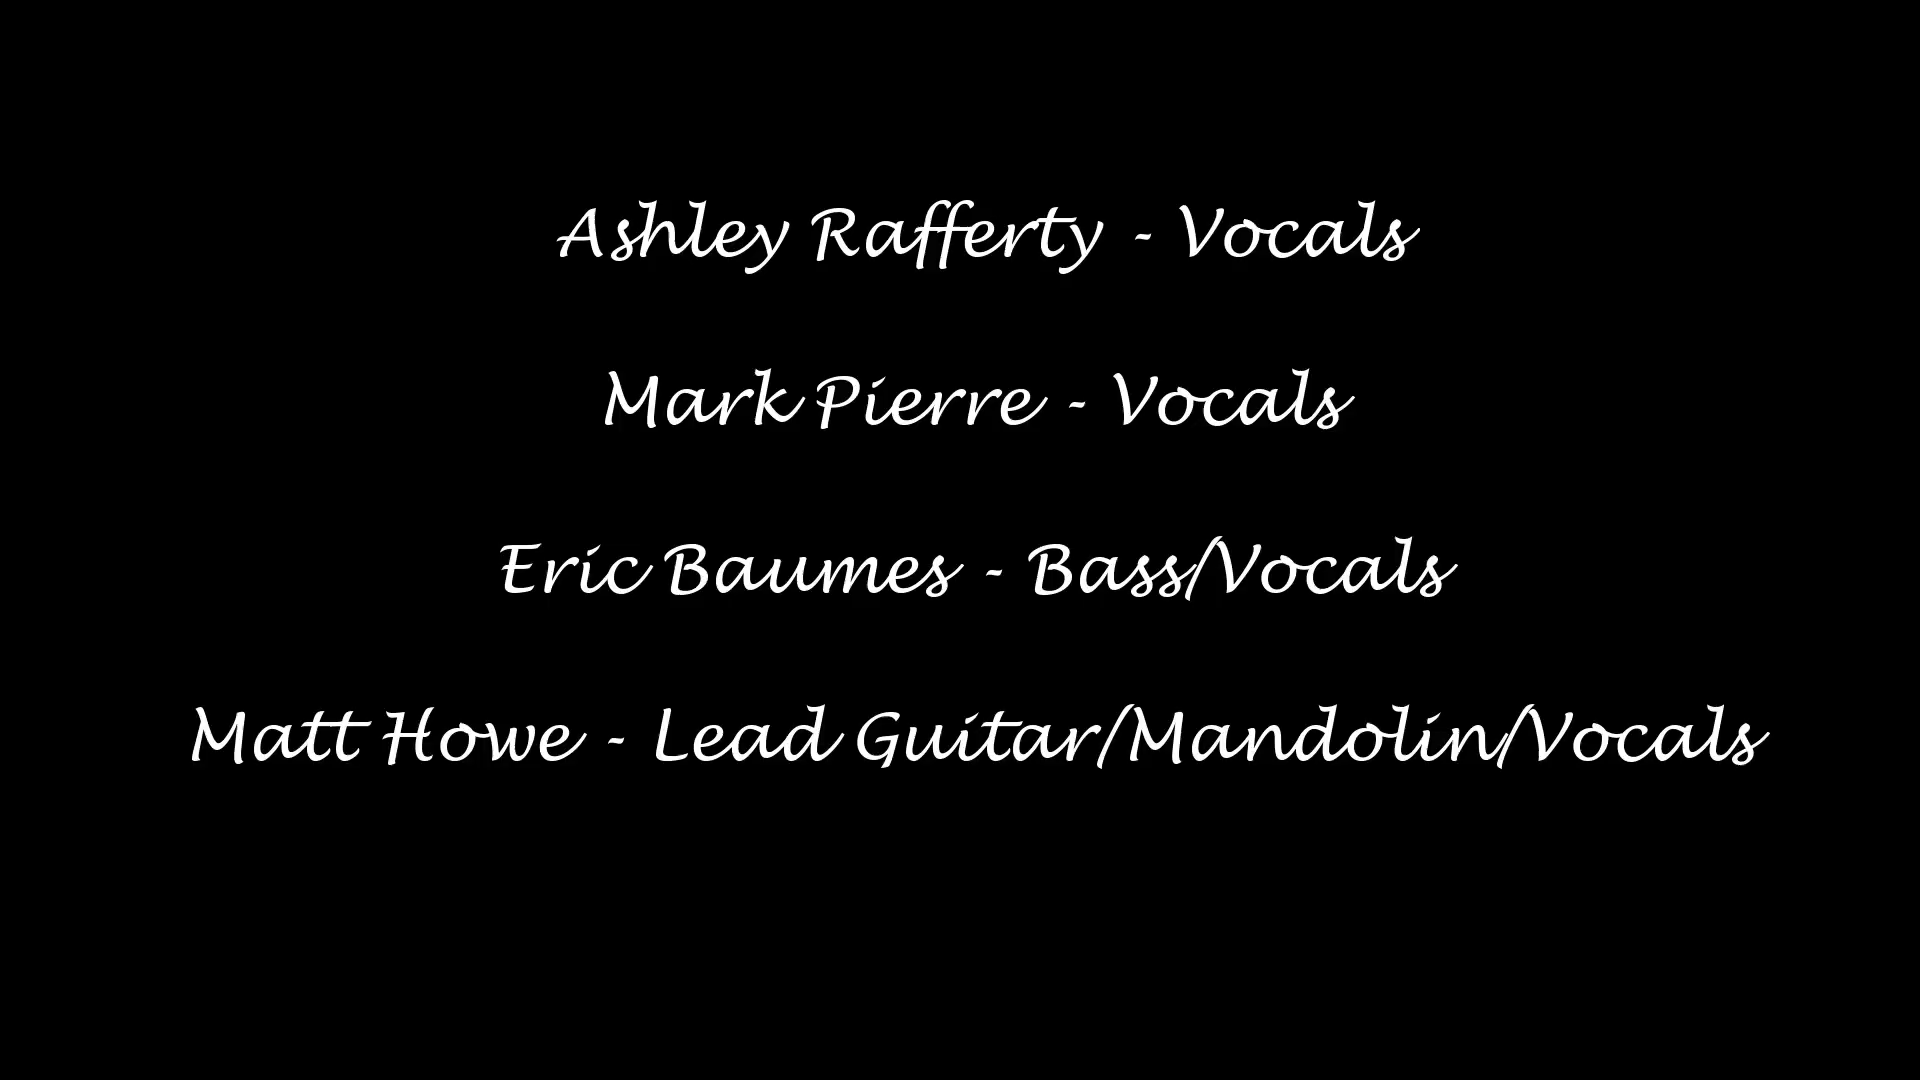 Ashley Rafferty - Vocals
Mark Pierre - Vocals
Eric Baumes - Bass/Vocals
Matt Howe - Lead Guitar/Mandolin/Vocals